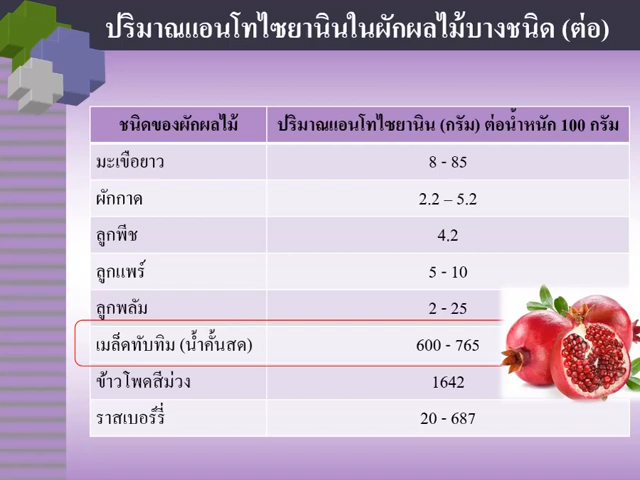 ปริมาณแอนโทไซยานินในผักผลไม้บางชนิด (ต่อ)
ชนิดของผักผลไม้ ปริมาณแอนโทไซยานิน (กรัม) ต่อน้ำหนัก 100 กรัม
มะเขือยาว 8 - 85
ผักกาด 2.2 – 5.2
ลูกพีช 4.2
ลูกแพร์ 5 - 10
ลูกพลัม 2 - 25
เมล็ดทับทิม (น้ำคั้นสด) 600 - 765
ข้าวโพดสีม่วง 1642
ราสเบอร์รี่ 20 - 687